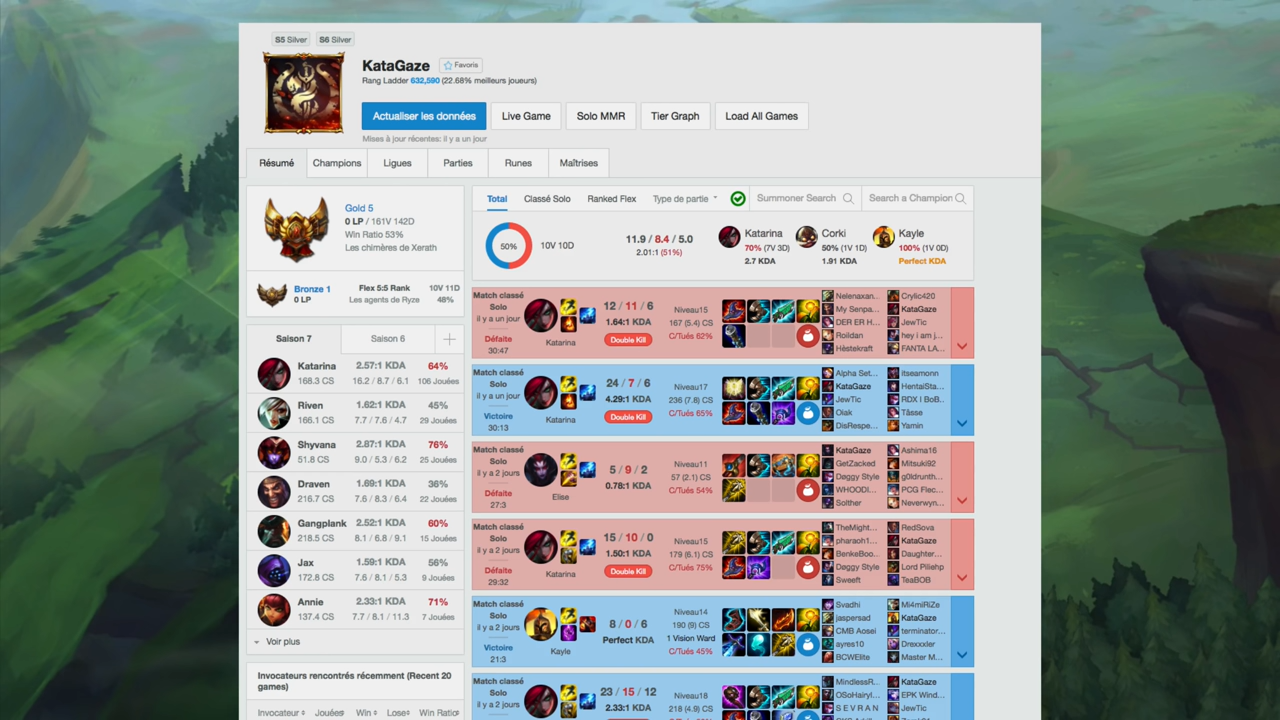 S5 Silver
S6 Silver
KataGaze
Favoris
Rang Ladder 632,590 (22.68% meilleurs joueurs)
Actualiser les données
Live Game
Solo MMR
Tier Graph
Load All Games
Mises à jour récentes: il y a un jour
Résumé
Champions
Ligues
Parties
Runes
Maîtrises
Gold 5
0 LP / 161V 142D
Win Ratio 53%
Les chimères de Xerath
Bronze 1
0 LP
Flex 5:5 Rank
Les agents de Ryze
10V 11D
48%
Saison 7
Saison 6
Katarina
168.3 CS
2.57:1 KDA
16.2 / 8.7 / 6.1
64%
106 Jouées
Riven
166.1 CS
1.62:1 KDA
7.7 / 7.6 / 4.7
45%
29 Jouées
Shyvana
51.8 CS
2.87:1 KDA
9.0 / 5.3 / 6.2
76%
25 Jouées
Draven
216.7 CS
1.69:1 KDA
7.6 / 8.3 / 6.4
36%
22 Jouées
Gangplank
218.5 CS
2.52:1 KDA
8.1 / 6.8 / 9.1
60%
15 Jouées
Jax
172.8 CS
1.59:1 KDA
7.6 / 8.1 / 5.3
56%
9 Jouées
Annie
137.4 CS
2.33:1 KDA
7.7 / 8.1 / 11.3
71%
7 Jouées
Voir plus
Invocateurs rencontrés récemment (Recent 20
games)
Invocateur
Jouées
Win
Lose
Win Ratio
Total
Classé Solo
Ranked Flex
Type de partie
Summoner Search
Search a Champion
50%
10V 10D
11.9 / 8.4 / 5.0
2.01:1 (51%)
Katarina
70% (7V 3D)
2.7 KDA
Corki
50% (1V 1D)
1.91 KDA
Kayle
100% (1V 0D)
Perfect KDA
Match classé
Solo
il y a un jour
Défaite
30:47
Katarina
12 / 11 / 6
1.64:1 KDA
Double Kill
Niveau15
167 (5.4) CS
C/Tués 62%
Nelenaxan...
My Senpa...
DER ER H...
Roildan
Hèstekraft
Crylic420
KataGaze
JewTic
hey i am j...
FANTA LA...
Match classé
Solo
il y a un jour
Victoire
30:13
Katarina
24 / 7 / 6
4.29:1 KDA
Double Kill
Niveau17
236 (7.8) CS
C/Tués 65%
Alpha Set...
KataGaze
JewTic
Olak
DisRespe...
itseamonn
HentaiSta...
RDX l BoB..
Tâsse
Yamin
Match classé
Solo
il y a 2 jours
Défaite
27:3
Elise
5 / 9 / 2
0.78:1 KDA
Niveau11
57 (2.1) CS
C/Tués 54%
KataGaze
GetZacked
Døggy Style
WHOODI...
Solther
Ashima16
Mitsuki92
g0ldrunth...
PCG Flec...
Neverwyn...
Match classé
Solo
il y a 2 jours
Défaite
29:32
Katarina
15 / 10 / 0
1.50:1 KDA
Double Kill
Niveau15
179 (6.1) CS
C/Tués 75%
TheMight...
pharaoh1...
BenkeBoo...
Døggy Style
Sweeft
RedSova
KataGaze
Daughter...
Lord Piliehp
TeaBOB
Match classé
Solo
il y a 2 jours
Victoire
21:3
Kayle
8 / 0 / 6
Perfect KDA
Niveau14
190 (9) CS
1 Vision Ward
C/Tués 45%
Svadhi
jaspersad
CMB Aosei
ayres10
BCWElite
Mi4miRiZe
KataGaze
terminator...
Drexxxler
Master M...
Match classé
Solo
il y a 2 jours
23 / 15 / 12
2.33:1 KDA
Niveau18
218 (4.9) CS
MindlessR...
OSoHairyl...
S E V R A N
KataGaze
EPK Wind...
JewTic